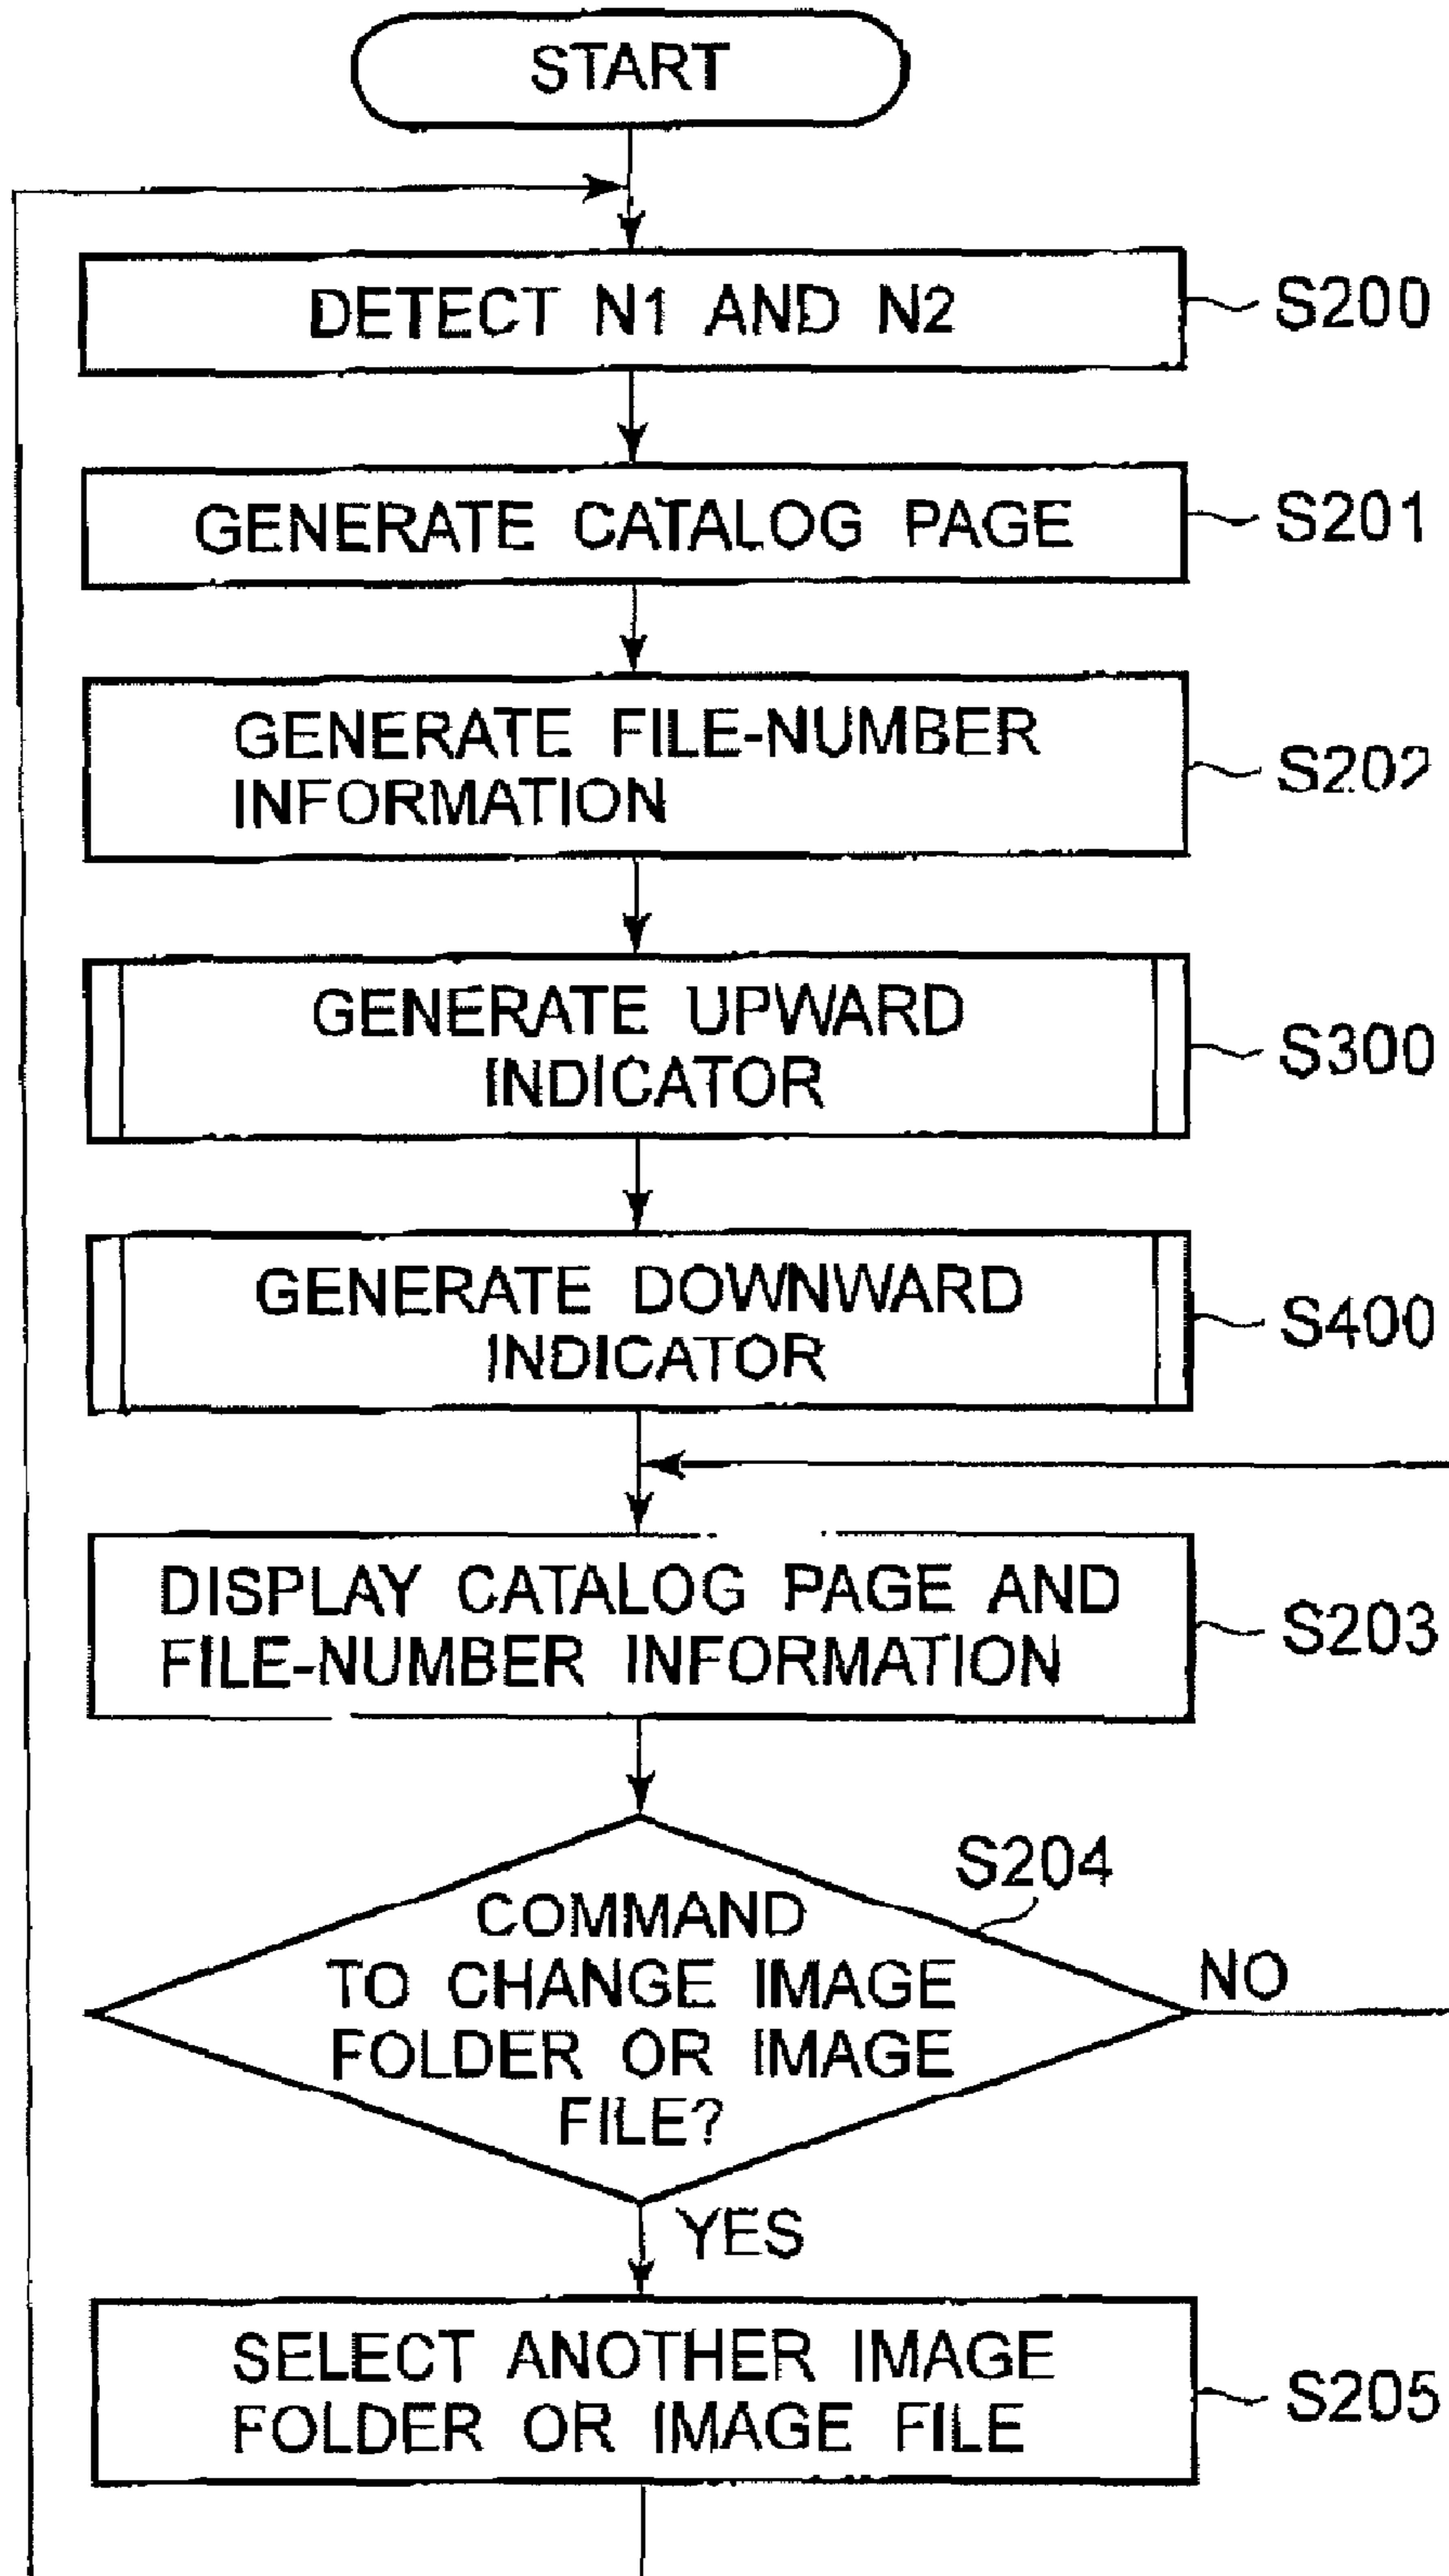 START
DETECT N1 AND N2
S200
GENERATE CATALOG PAGE
S201
GENERATE FILE-NUMBER
INFORMATION
S202
GENERATE UPWARD
INDICATOR
S300
GENERATE DOWNWARD
INDICATOR
S400
DISPLAY CATALOG PAGE AND
FILE-NUMBER INFORMATION
S203
S204
COMMAND
TO CHANGE IMAGE
FOLDER OR IMAGE
FILE?
NO
YES
SELECT ANOTHER IMAGE
FOLDER OR IMAGE FILE
S205